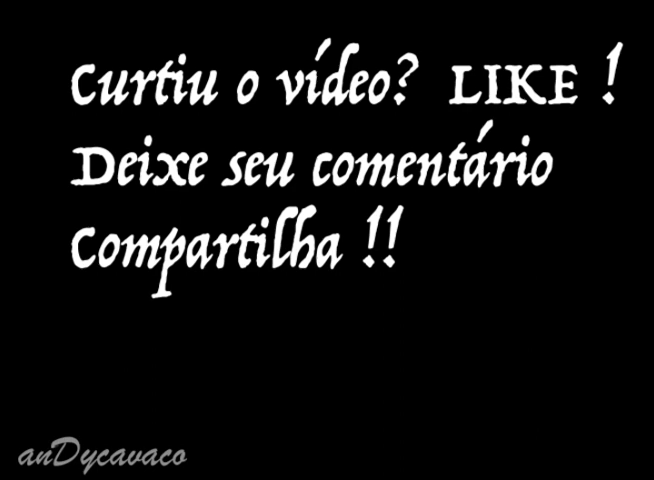 Curtiu o vídeo? LIKE !
Deixe seu comentário
Compartilha !!
anDycavaco